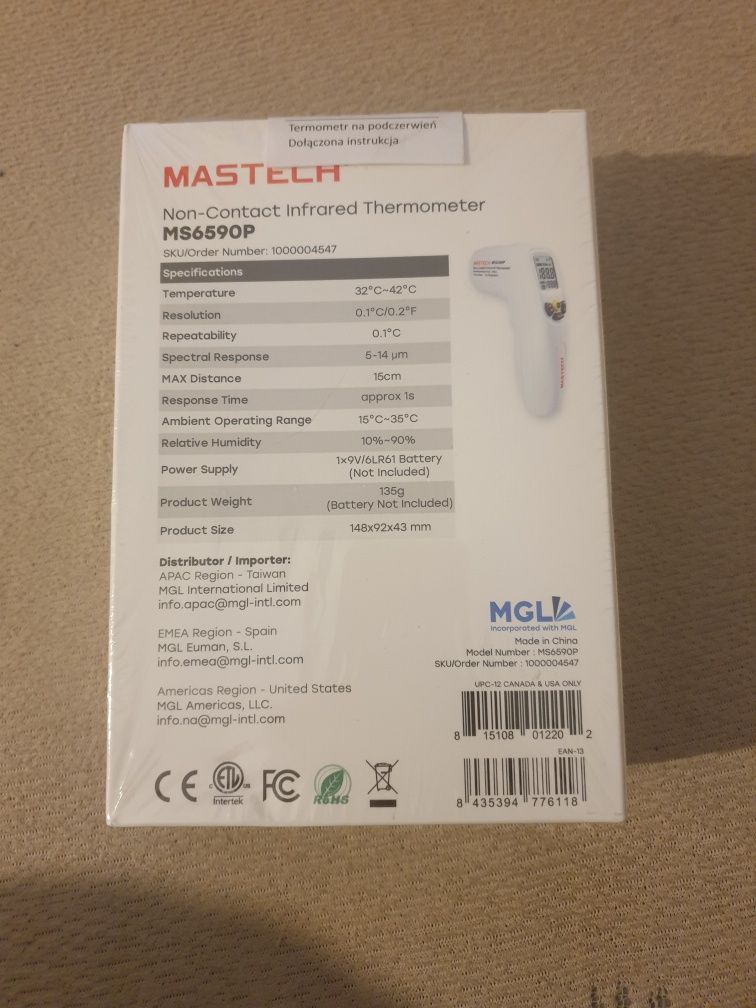 Termometr na podczerwień
Dołączona instrukcja
MASTECH
Non-Contact Infrared Thermometer
MS6590P
SKU/Order Number: 1000004547
Specifications
Temperature 32°C~42°C
Resolution 0.1°C/0.2°F
Repeatability 0.1°C
Spectral Response 5-14 µm
MAX Distance 15cm
Response Time approx 1s
Ambient Operating Range 15°C~35°C
Relative Humidity 10%~90%
Power Supply 1×9V/6LR61 Battery
(Not Included)
Product Weight 135g
(Battery Not Included)
Product Size 148x92x43 mm
Distributor / Importer:
APAC Region - Taiwan
MGL International Limited
info.apac@mgl-intl.com
EMEA Region - Spain
MGL Euman, S.L.
info.emea@mgl-intl.com
Americas Region - United States
MGL Americas, LLC.
info.na@mgl-intl.com
MASTECH
MGL
Incorporated with MGL
Made in China
Model Number : MS6590P
SKU/Order Number : 1000004547
UPC-12 CANADA & USA ONLY
8 15108 01220 2
EAN-13
8 435394 776118
CE
ETL
C US
Intertek
FC
RoHS